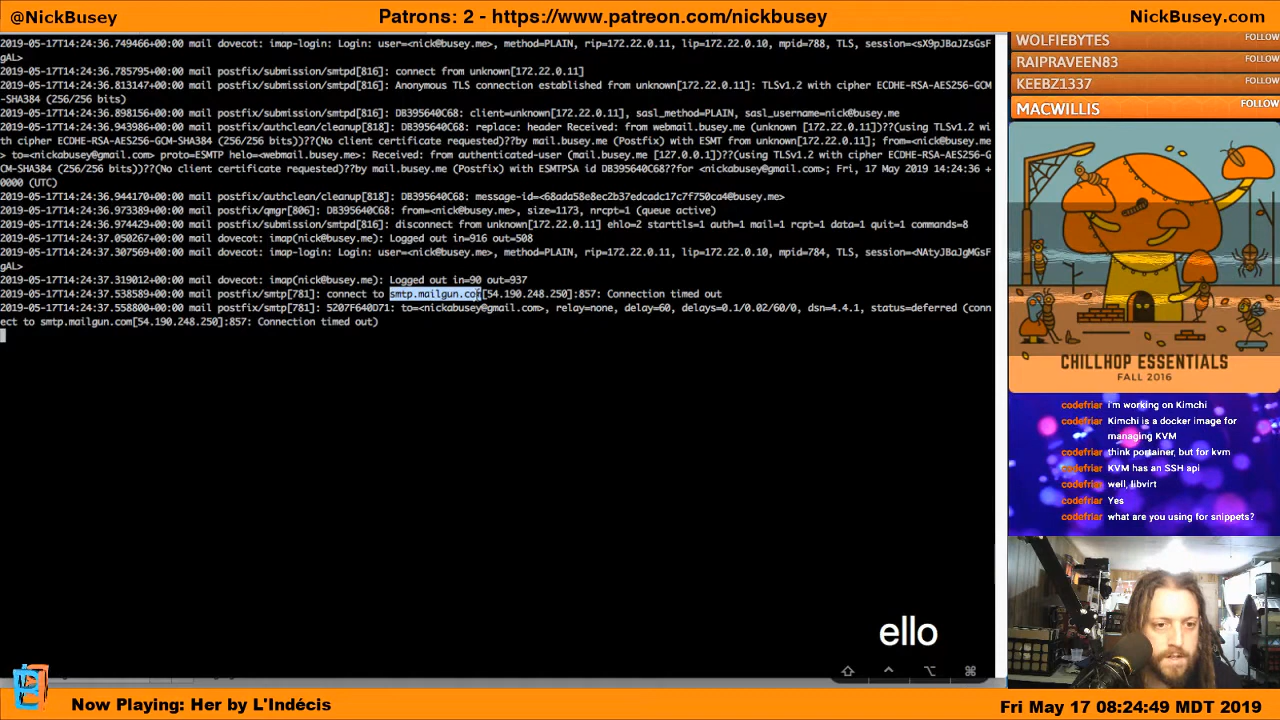 @NickBusey
Patrons: 2 - https://www.patreon.com/nickbusey
NickBusey.com
2019-05-17T14:24:36.749466+00:00 mail dovecot: imap-login: Login: user=<nick@busey.me>, method=PLAIN, rip=172.22.0.11, lip=172.22.0.10, mpid=788, TLS, session=<sX9pJBaJZsGsF
gAL>
2019-05-17T14:24:36.785795+00:00 mail postfix/submission/smtpd[816]: connect from unknown[172.22.0.11]
2019-05-17T14:24:36.813147+00:00 mail postfix/submission/smtpd[816]: Anonymous TLS connection established from unknown[172.22.0.11]: TLSv1.2 with cipher ECDHE-RSA-AES256-GCM
-SHA384 (256/256 bits)
2019-05-17T14:24:36.898156+00:00 mail postfix/submission/smtpd[816]: DB395640C68: client=unknown[172.22.0.11], sasl_method=PLAIN, sasl_username=nick@busey.me
2019-05-17T14:24:36.943986+00:00 mail postfix/authclean/cleanup[818]: DB395640C68: replace: header Received: from webmail.busey.me (unknown [172.22.0.11])??(using TLSv1.2 wi
th cipher ECDHE-RSA-AES256-GCM-SHA384 (256/256 bits))??(No client certificate requested)??by mail.busey.me (Postfix) with ESMT from unknown[172.22.0.11]; from=<nick@busey.me
> to=<nickabusey@gmail.com> proto=ESMTP helo=<webmail.busey.me>: Received: from authenticated-user (mail.busey.me [127.0.0.1])??(using TLSv1.2 with cipher ECDHE-RSA-AES256-G
CM-SHA384 (256/256 bits))??(No client certificate requested)??by mail.busey.me (Postfix) with ESMTPSA id DB395640C68??for <nickabusey@gmail.com>; Fri, 17 May 2019 14:24:36 +
0000 (UTC)
2019-05-17T14:24:36.944170+00:00 mail postfix/authclean/cleanup[818]: DB395640C68: message-id=<68ada58e8ec2b37edcadc17c7f750ca4@busey.me>
2019-05-17T14:24:36.973389+00:00 mail postfix/qmgr[806]: DB395640C68: from=<nick@busey.me>, size=1173, nrcpt=1 (queue active)
2019-05-17T14:24:36.974429+00:00 mail postfix/submission/smtpd[816]: disconnect from unknown[172.22.0.11] ehlo=2 starttls=1 auth=1 mail=1 rcpt=1 data=1 quit=1 commands=8
2019-05-17T14:24:37.050267+00:00 mail dovecot: imap(nick@busey.me): Logged out in=916 out=508
2019-05-17T14:24:37.307569+00:00 mail dovecot: imap-login: Login: user=<nick@busey.me>, method=PLAIN, rip=172.22.0.11, lip=172.22.0.10, mpid=784, TLS, session=<NAtyJBaJgMGsF
gAL>
2019-05-17T14:24:37.319012+00:00 mail dovecot: imap(nick@busey.me): Logged out in=90 out=937
2019-05-17T14:24:37.538589+00:00 mail postfix/smtp[781]: connect to smtp.mailgun.com[54.190.248.250]:857: Connection timed out
2019-05-17T14:24:37.558800+00:00 mail postfix/smtp[781]: 5207F640D71: to=<nickabusey@gmail.com>, relay=none, delay=60, delays=0.1/0.02/60/0, dsn=4.4.1, status=deferred (conn
ect to smtp.mailgun.com[54.190.248.250]:857: Connection timed out)
ello
WOLFIEBYTES FOLLOW
RAIPRAVEEN83 FOLLOW
KEEBZ1337 FOLLOW
MACWILLIS FOLLOW
CHILLHOP ESSENTIALS
FALL 2016
codefriar i'm working on Kimchi
codefriar Kimchi is a docker image for
managing KVM
codefriar think portainer, but for kvm
codefriar KVM has an SSH api
codefriar well, libvirt
codefriar Yes
codefriar what are you using for snippets?
Now Playing: Her by L'Indécis
Fri May 17 08:24:49 MDT 2019